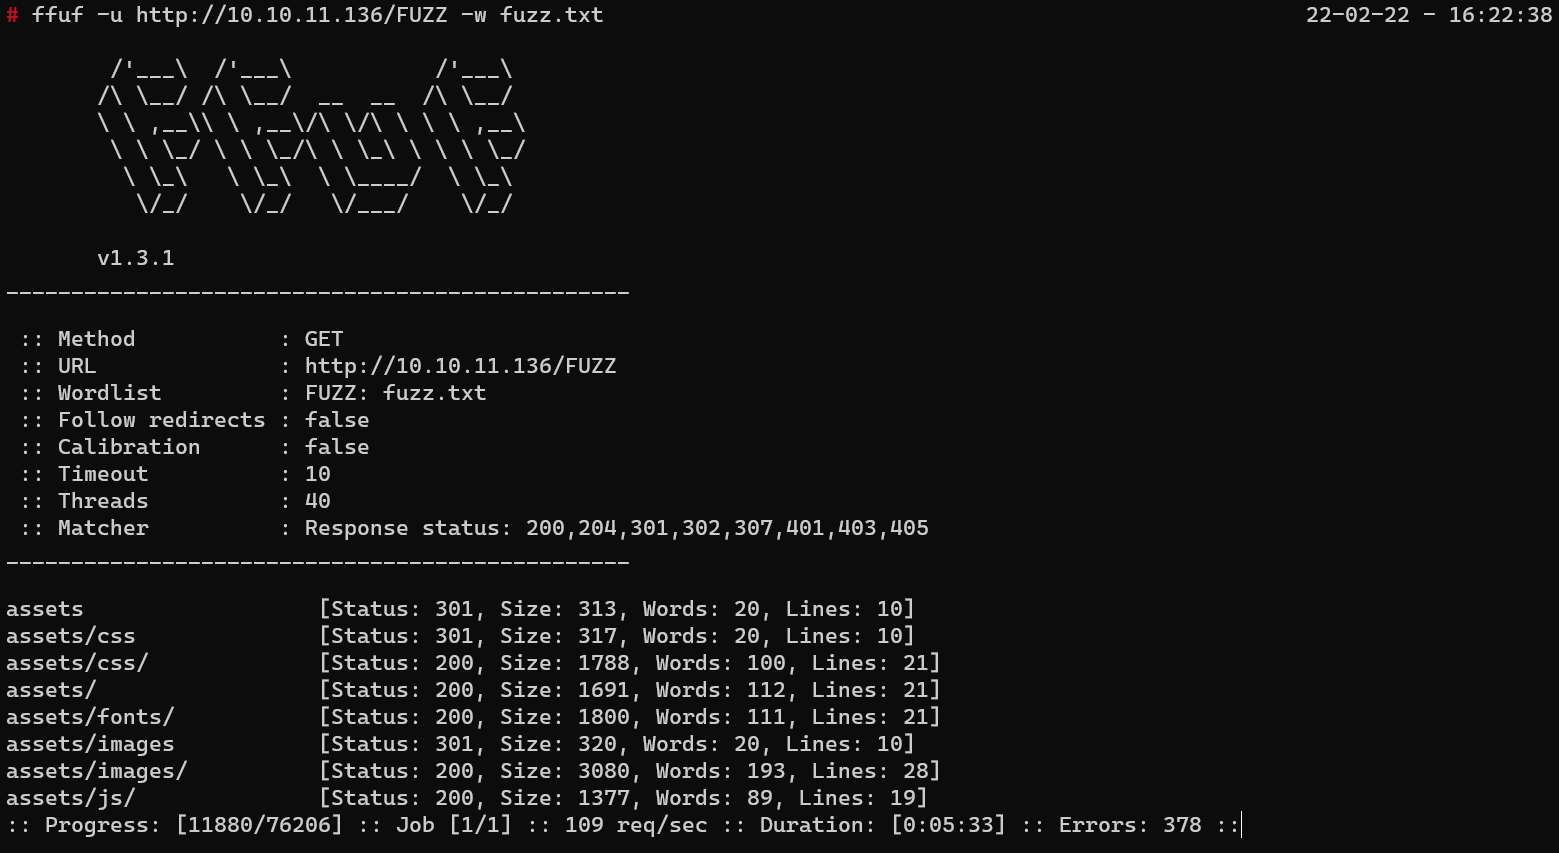 # ffuf -u http://10.10.11.136/FUZZ -w fuzz.txt 22-02-22 - 16:22:38
        /'___\  /'___\           /'___\
       /\ \__/ /\ \__/  __  __  /\ \__/
       \ \ ,__\\ \ ,__\/\ \/\ \ \ \ ,__\
        \ \ \_/ \ \ \_/\ \ \_\ \ \ \ \_/
         \ \_\   \ \_\  \ \____/  \ \_\
          \/_/    \/_/   \/___/    \/_/
       v1.3.1
________________________________________________
 :: Method           : GET
 :: URL              : http://10.10.11.136/FUZZ
 :: Wordlist         : FUZZ: fuzz.txt
 :: Follow redirects : false
 :: Calibration      : false
 :: Timeout          : 10
 :: Threads          : 40
 :: Matcher          : Response status: 200,204,301,302,307,401,403,405
________________________________________________
assets                  [Status: 301, Size: 313, Words: 20, Lines: 10]
assets/css              [Status: 301, Size: 317, Words: 20, Lines: 10]
assets/css/             [Status: 200, Size: 1788, Words: 100, Lines: 21]
assets/                 [Status: 200, Size: 1691, Words: 112, Lines: 21]
assets/fonts/           [Status: 200, Size: 1800, Words: 111, Lines: 21]
assets/images           [Status: 301, Size: 320, Words: 20, Lines: 10]
assets/images/          [Status: 200, Size: 3080, Words: 193, Lines: 28]
assets/js/              [Status: 200, Size: 1377, Words: 89, Lines: 19]
:: Progress: [11880/76206] :: Job [1/1] :: 109 req/sec :: Duration: [0:05:33] :: Errors: 378 ::